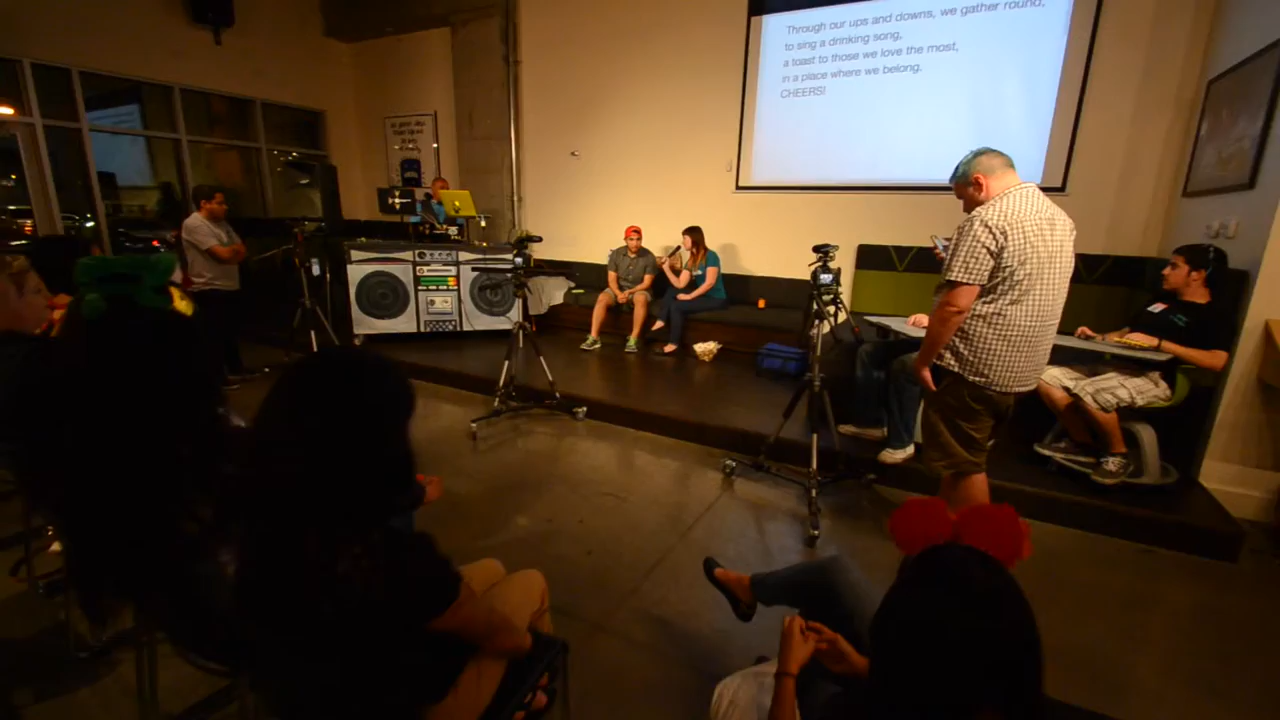 Through our ups and downs, we gather round,
to sing a drinking song,
a toast to those we love the most,
in a place where we belong.
CHEERS!